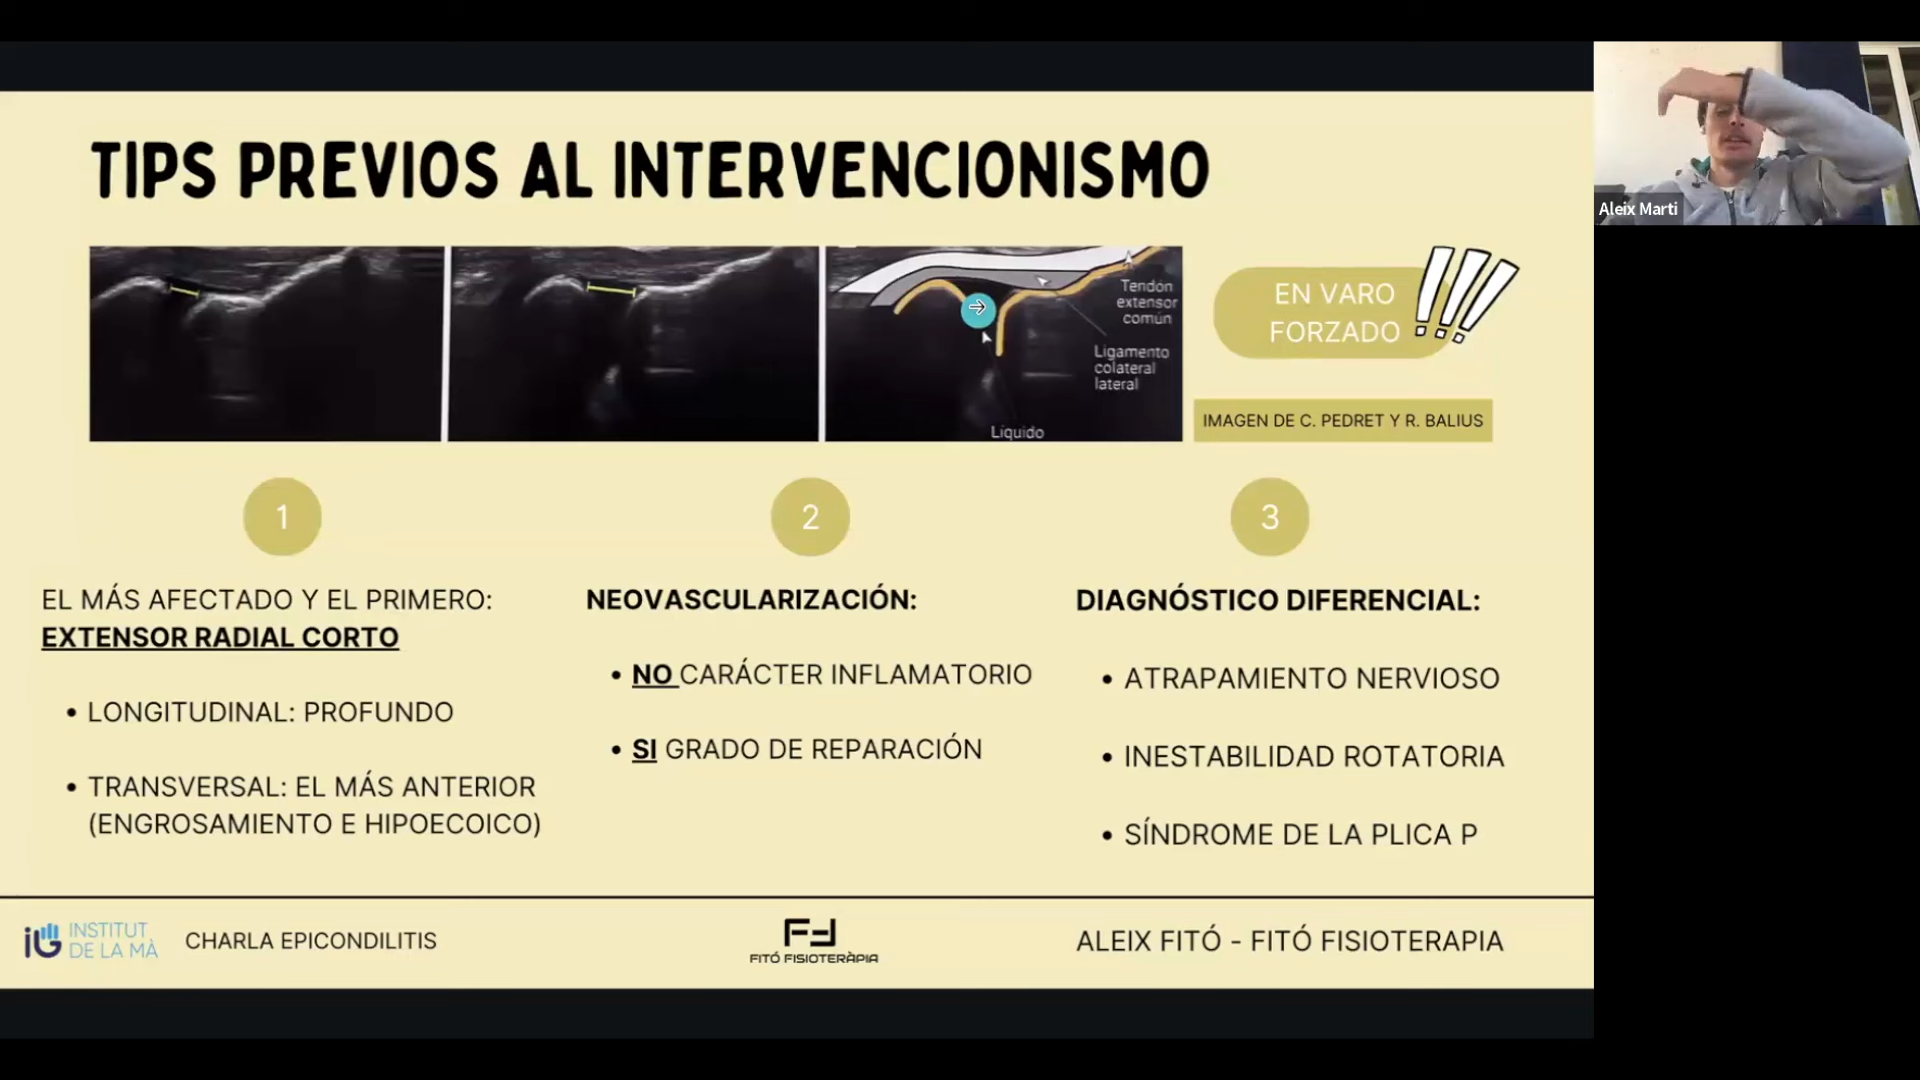 TIPS PREVIOS AL INTERVENCIONISMO
Tendón
extensor
común
Ligamento
colateral
lateral
Líquido
EN VARO
FORZADO
!!!
IMAGEN DE C. PEDRET Y R. BALIUS
Aleix Marti
1
EL MÁS AFECTADO Y EL PRIMERO:
EXTENSOR RADIAL CORTO
• LONGITUDINAL: PROFUNDO
• TRANSVERSAL: EL MÁS ANTERIOR
(ENGROSAMIENTO E HIPOECOICO)
2
NEOVASCULARIZACIÓN:
• NO CARÁCTER INFLAMATORIO
• SI GRADO DE REPARACIÓN
3
DIAGNÓSTICO DIFERENCIAL:
• ATRAPAMIENTO NERVIOSO
• INESTABILIDAD ROTATORIA
• SÍNDROME DE LA PLICA P
INSTITUT
DE LA MÀ
CHARLA EPICONDILITIS
FITÓ FISIOTERÀPIA
ALEIX FITÓ - FITÓ FISIOTERAPIA